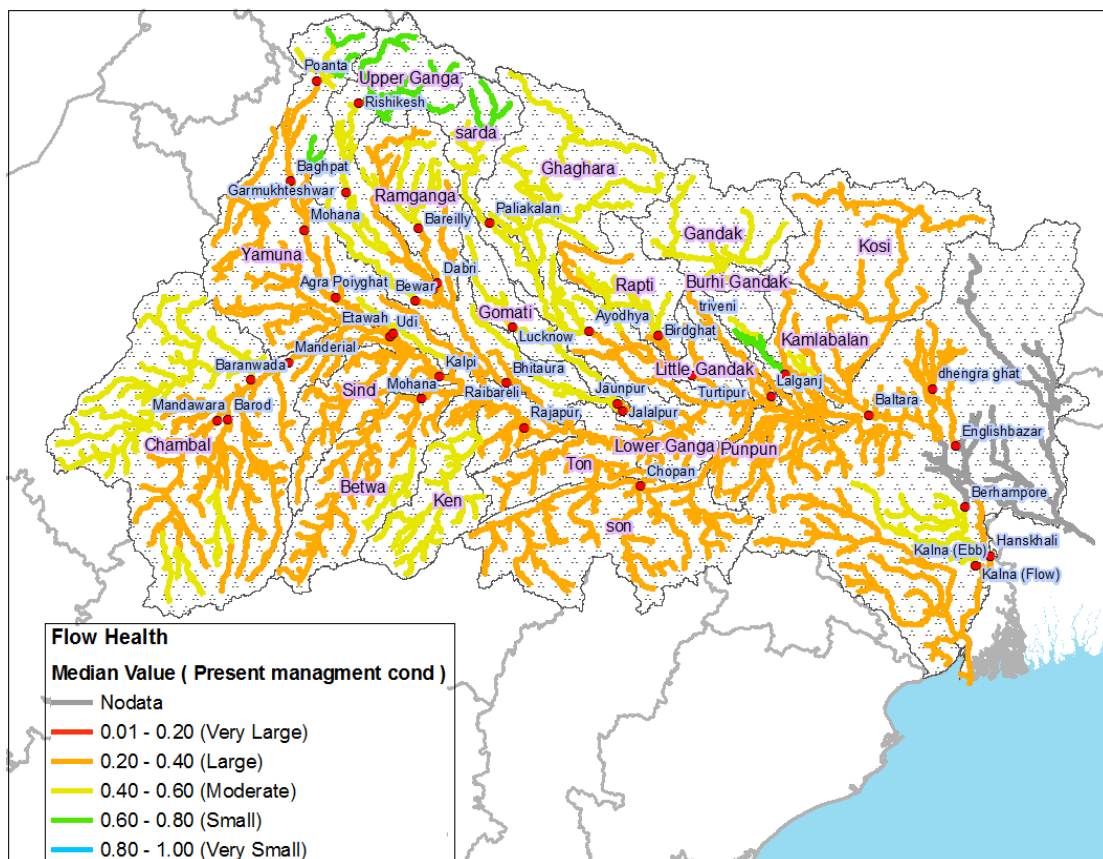 Poanta
Upper Ganga
Rishikesh
sarda
Baghpat
Ghaghara
Garmukhteshwar
Ramganga
Mohana
Bareilly
Paliakalan
Gandak
Kosi
Yamuna
Dabri
Agra Poiyghat
Bewar
Rapti
Burhi Gandak
triveni
Etawah
Udi
Gomati
Lucknow
Ayodhya
Birdghat
Kamlabalan
Manderial
Baranwada
Kalpi
Bhitaura
Little Gandak
Lalganj
dhengra ghat
Sind
Mohana
Raibareli
Jaunpur
Turtipur
Mandawara
Barod
Rajapur
Jalalpur
Baltara
Chambal
Lower Ganga
Punpun
Englishbazar
Ton
Chopan
Betwa
Ken
son
Berhampore
Kalna (Ebb)
Hanskhali
Kalna (Flow)
Flow Health
Median Value ( Present managment cond )
Nodata
0.01 - 0.20 (Very Large)
0.20 - 0.40 (Large)
0.40 - 0.60 (Moderate)
0.60 - 0.80 (Small)
0.80 - 1.00 (Very Small)